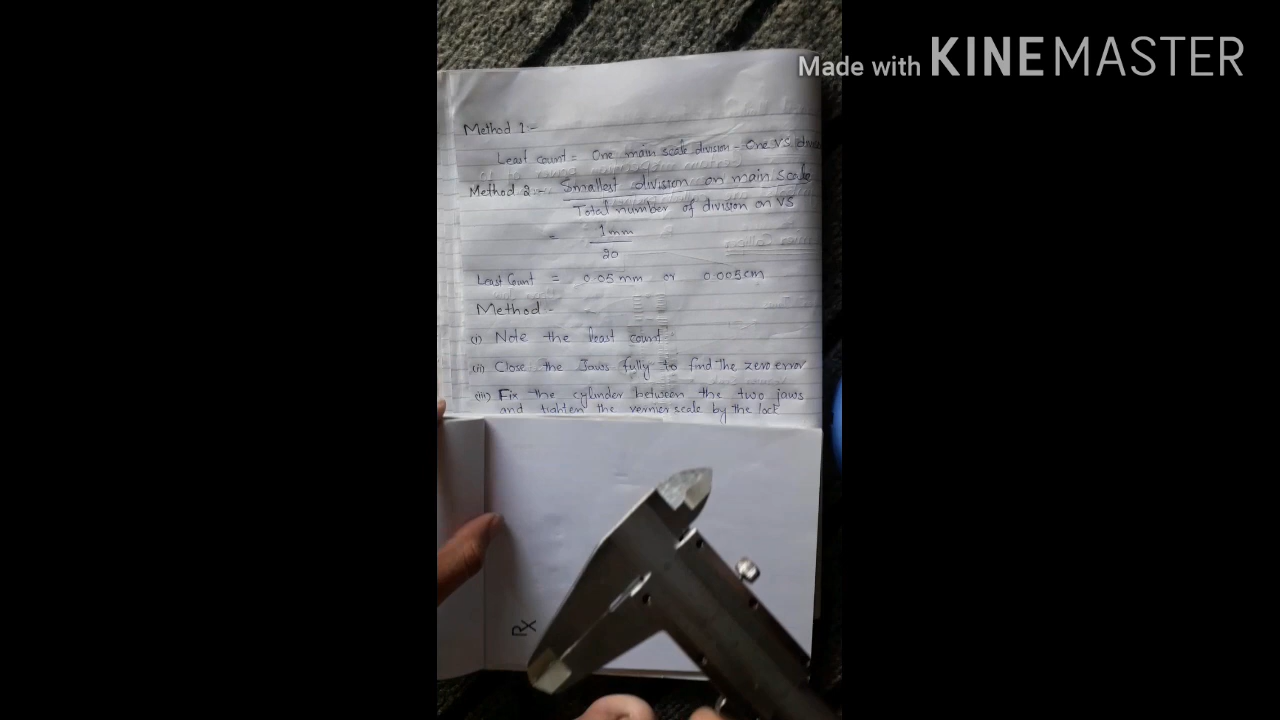 Made with KINEMASTER
Method 1:-
Least count = One main scale division - One VS
Method 2:- Smallest division on main scale
Total number of division on VS
= 1mm
20
Least Count = 0.05 mm or 0.005cm
Method:-
(i) Note the least count
(ii) Close the Jaws fully to find the zero error
(iii) Fix the cylinder between the two jaws
and tighten the vernier scale by the lock
Rx